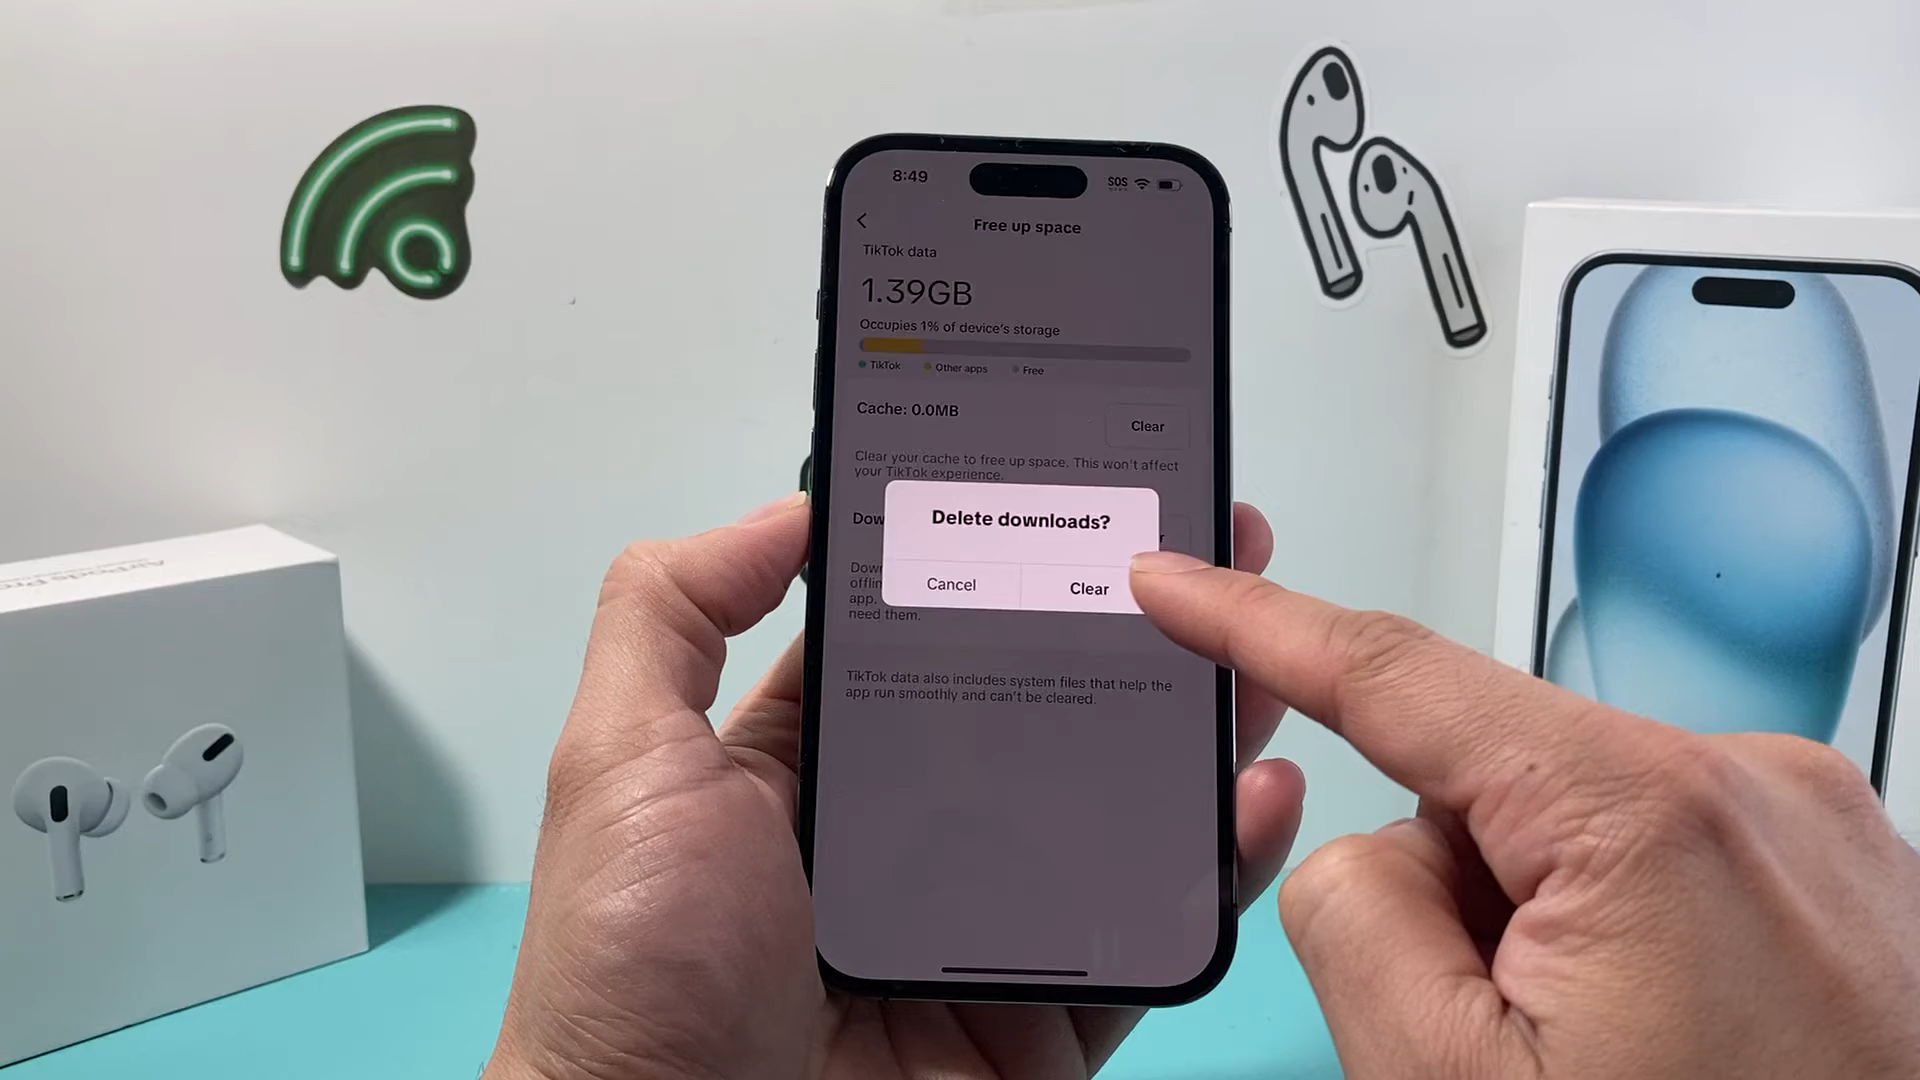 8:49
SOS
Free up space
TikTok data
1.39GB
Occupies 1% of device's storage
TikTok Other apps Free
Cache: 0.0MB
Clear
Clear your cache to free up space. This won't affect
your TikTok experience.
Delete downloads?
Cancel Clear
app.
need them.
TikTok data also includes system files that help the
app run smoothly and can't be cleared.
AirPods Pro